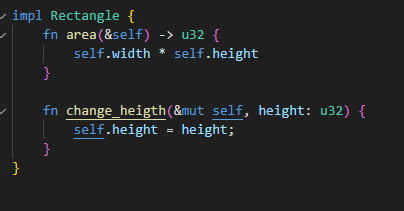 impl Rectangle {
fn area(&self) -> u32 {
self.width * self.height
}
fn change_heigth(&mut self, height: u32) {
self.height = height;
}
}